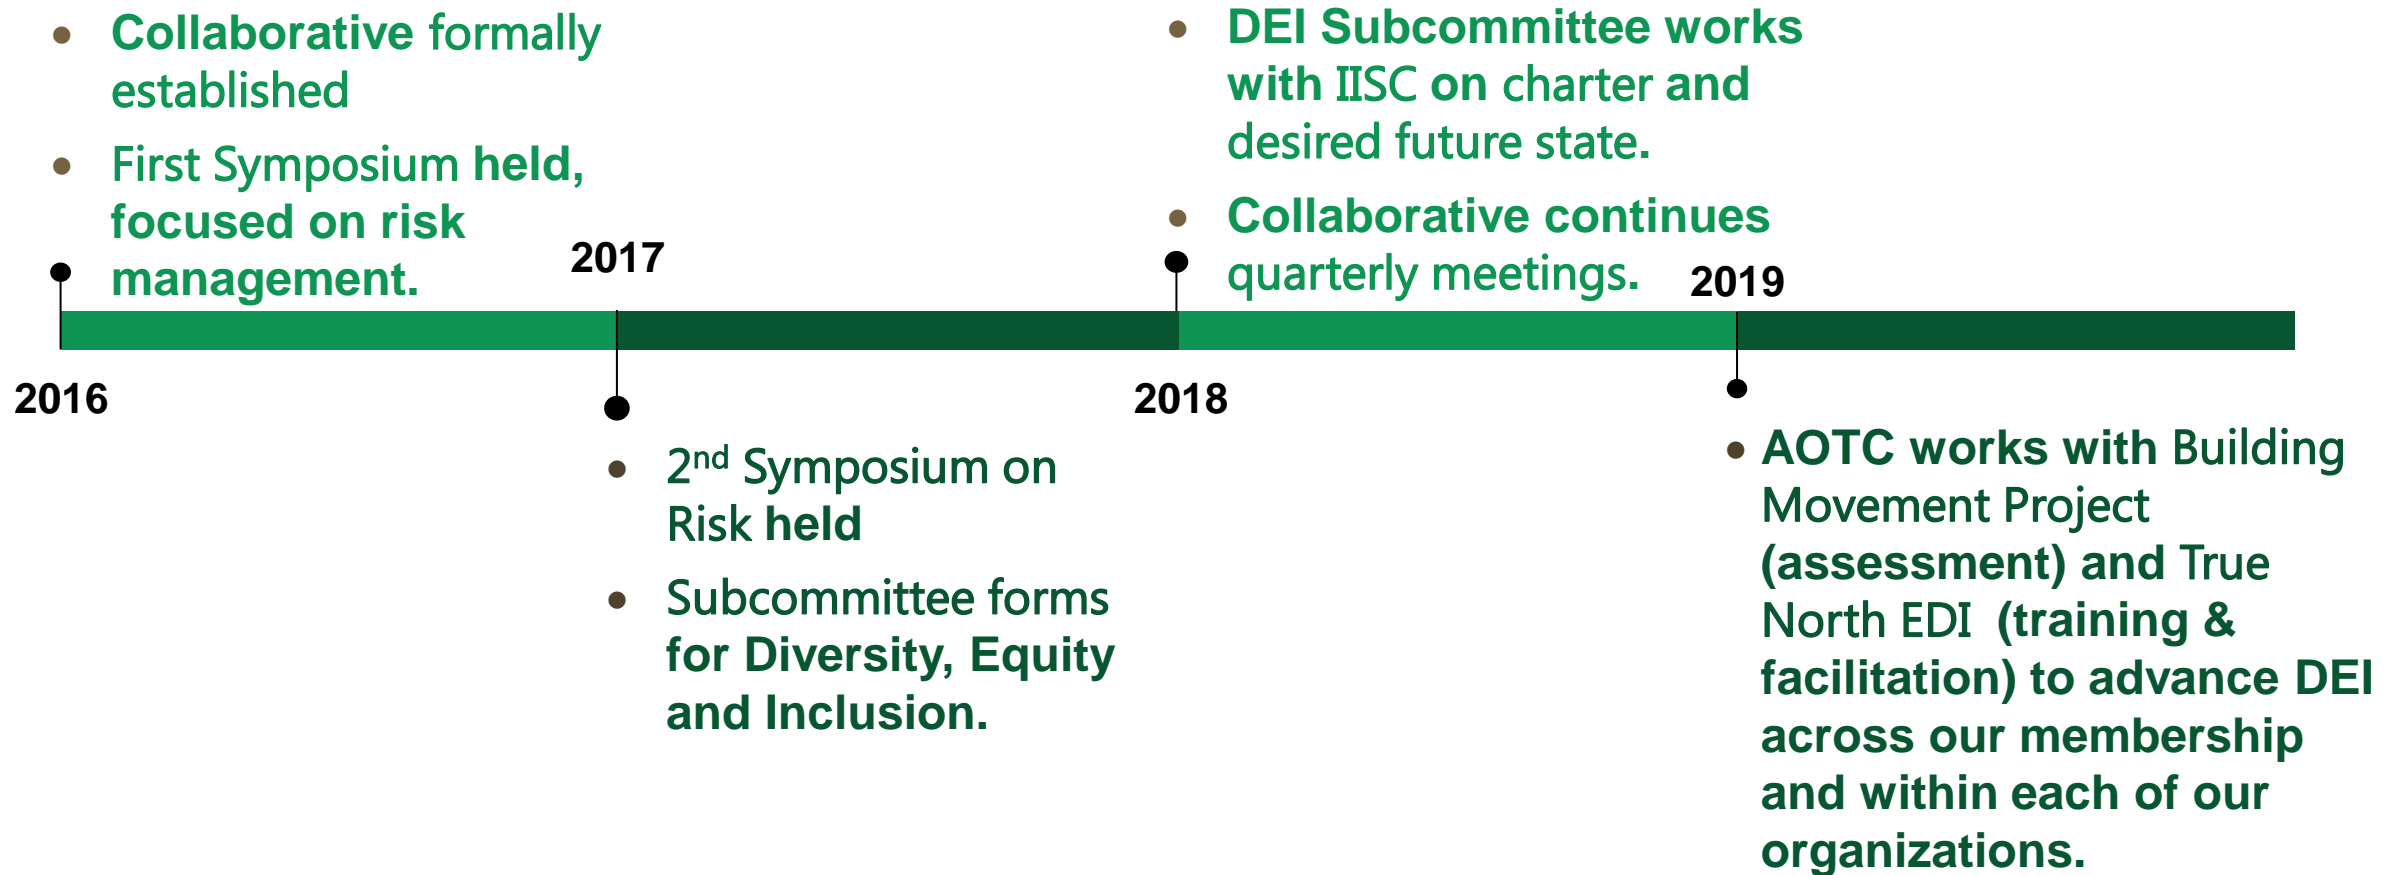 • Collaborative formally
established
• First Symposium held,
focused on risk
management.
2016
2017
• 2nd Symposium on
Risk held
• Subcommittee forms
for Diversity, Equity
and Inclusion.
• DEI Subcommittee works
with IISC on charter and
desired future state.
• Collaborative continues
quarterly meetings.
2018
2019
• AOTC works with Building
Movement Project
(assessment) and True
North EDI (training &
facilitation) to advance DEI
across our membership
and within each of our
organizations.